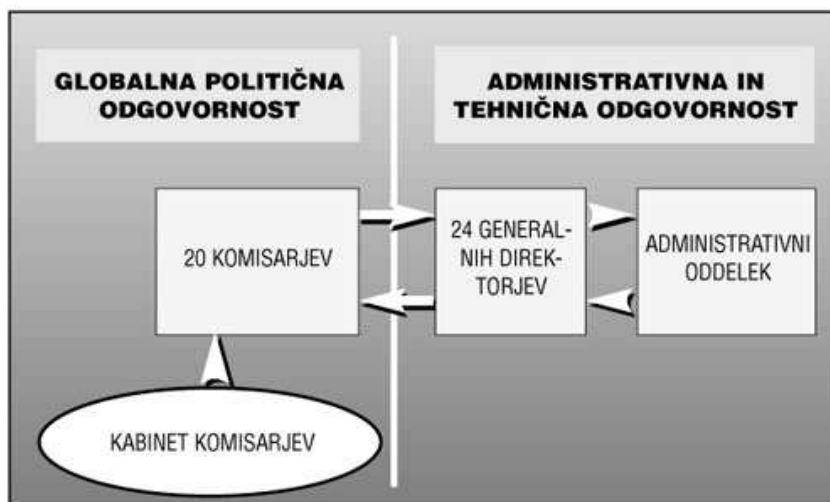 GLOBALNA POLITIČNA
ODGOVORNOST
ADMINISTRATIVNA IN
TEHNIČNA ODGOVORNOST
20 KOMISARJEV
24 GENERAL-
NIH DIREK-
TORJEV
ADMINISTRATIVNI
ODDELEK
KABINET KOMISARJEV